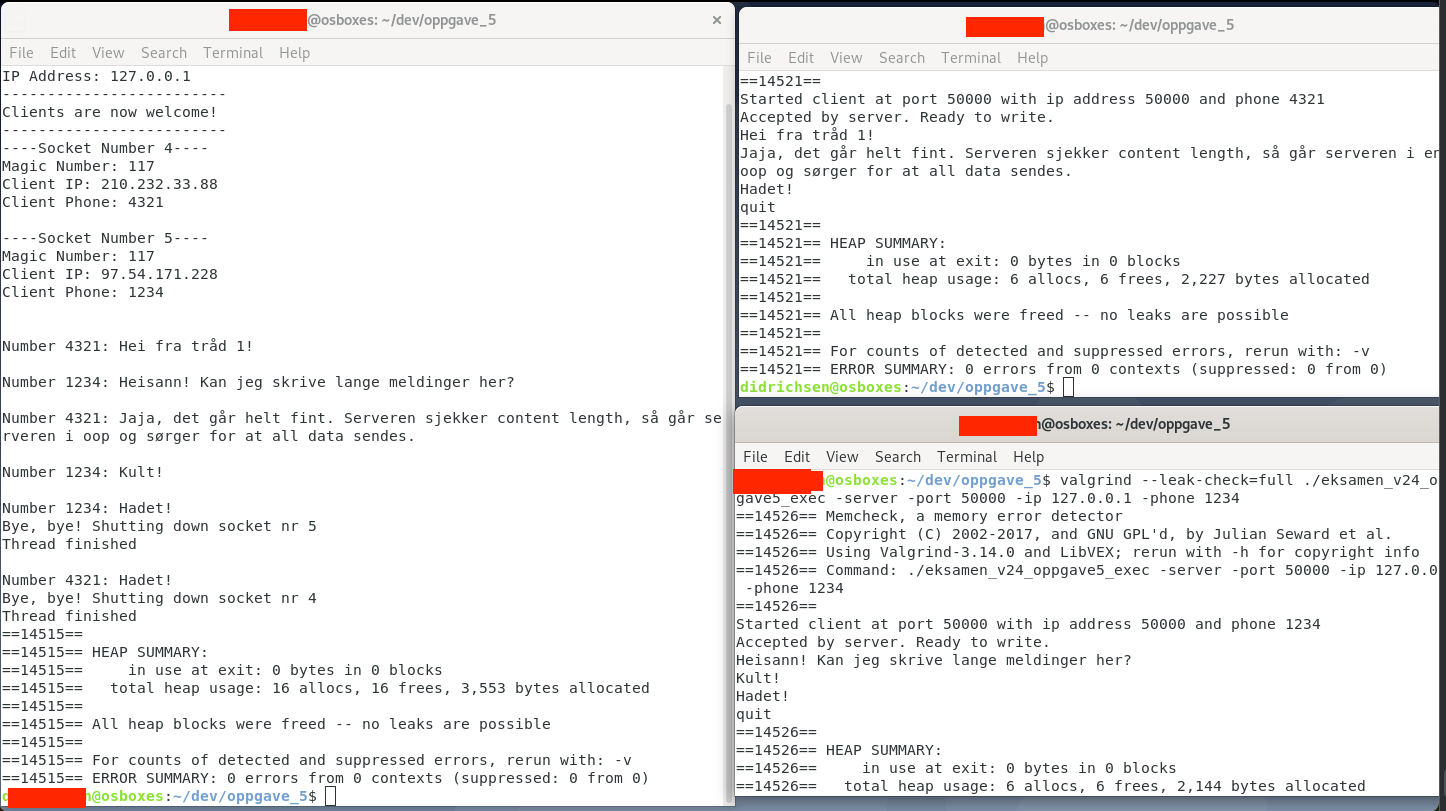 @osboxes: ~/dev/oppgave_5
×
File Edit View Search Terminal Help
IP Address: 127.0.0.1
-------------------------
Clients are now welcome!
-------------------------
----Socket Number 4----
Magic Number: 117
Client IP: 210.232.33.88
Client Phone: 4321
----Socket Number 5----
Magic Number: 117
Client IP: 97.54.171.228
Client Phone: 1234
Number 4321: Hei fra tråd 1!
Number 1234: Heisann! Kan jeg skrive lange meldinger her?
Number 4321: Jaja, det går helt fint. Serveren sjekker content length, så går se
rveren i oop og sørger for at all data sendes.
Number 1234: Kult!
Number 1234: Hadet!
Bye, bye! Shutting down socket nr 5
Thread finished
Number 4321: Hadet!
Bye, bye! Shutting down socket nr 4
Thread finished
==14515==
==14515== HEAP SUMMARY:
==14515==     in use at exit: 0 bytes in 0 blocks
==14515==   total heap usage: 16 allocs, 16 frees, 3,553 bytes allocated
==14515==
==14515== All heap blocks were freed -- no leaks are possible
==14515==
==14515== For counts of detected and suppressed errors, rerun with: -v
==14515== ERROR SUMMARY: 0 errors from 0 contexts (suppressed: 0 from 0)
n@osboxes:~/dev/oppgave_5$
@osboxes: ~/dev/oppgave_5
File Edit View Search Terminal Help
==14521==
Started client at port 50000 with ip address 50000 and phone 4321
Accepted by server. Ready to write.
Hei fra tråd 1!
Jaja, det går helt fint. Serveren sjekker content length, så går serveren i en
oop og sørger for at all data sendes.
Hadet!
quit
==14521==
==14521== HEAP SUMMARY:
==14521==     in use at exit: 0 bytes in 0 blocks
==14521==   total heap usage: 6 allocs, 6 frees, 2,227 bytes allocated
==14521==
==14521== All heap blocks were freed -- no leaks are possible
==14521==
==14521== For counts of detected and suppressed errors, rerun with: -v
==14521== ERROR SUMMARY: 0 errors from 0 contexts (suppressed: 0 from 0)
didrichsen@osboxes:~/dev/oppgave_5$
n@osboxes: ~/dev/oppgave_5
File Edit View Search Terminal Help
n@osboxes:~/dev/oppgave_5$ valgrind --leak-check=full ./eksamen_v24_o
gave5_exec -server -port 50000 -ip 127.0.0.1 -phone 1234
==14526== Memcheck, a memory error detector
==14526== Copyright (C) 2002-2017, and GNU GPL'd, by Julian Seward et al.
==14526== Using Valgrind-3.14.0 and LibVEX; rerun with -h for copyright info
==14526== Command: ./eksamen_v24_oppgave5_exec -server -port 50000 -ip 127.0.0
-phone 1234
==14526==
Started client at port 50000 with ip address 50000 and phone 1234
Accepted by server. Ready to write.
Heisann! Kan jeg skrive lange meldinger her?
Kult!
Hadet!
quit
==14526==
==14526== HEAP SUMMARY:
==14526==     in use at exit: 0 bytes in 0 blocks
==14526==   total heap usage: 6 allocs, 6 frees, 2,144 bytes allocated